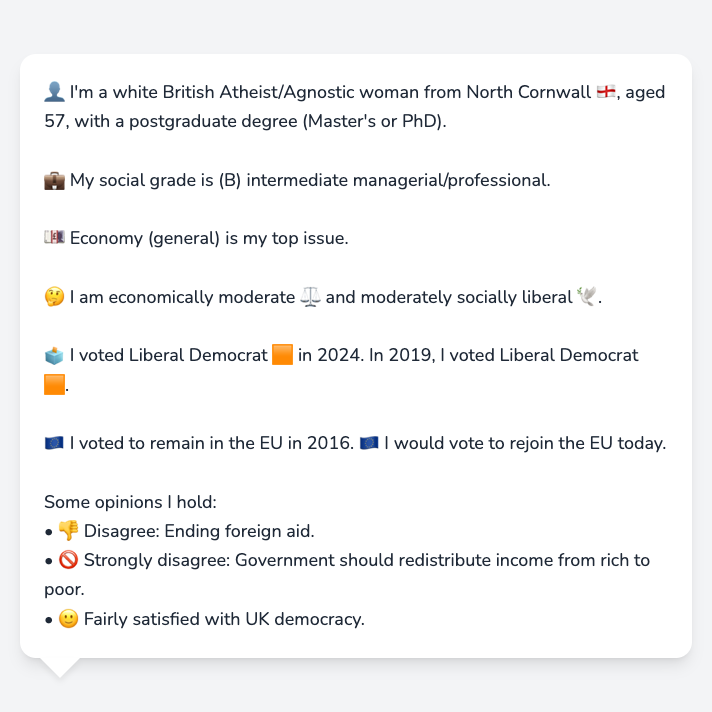 👤 I'm a white British Atheist/Agnostic woman from North Cornwall 🏴󠁧󠁢󠁥󠁮󠁧󠁿, aged
57, with a postgraduate degree (Master's or PhD).
💼 My social grade is (B) intermediate managerial/professional.
💷 Economy (general) is my top issue.
🤔 I am economically moderate ⚖️ and moderately socially liberal 🕊️.
🗳️ I voted Liberal Democrat 🟧 in 2024. In 2019, I voted Liberal Democrat
🟧.
🇪🇺 I voted to remain in the EU in 2016. 🇪🇺 I would vote to rejoin the EU today.
Some opinions I hold:
• 👎 Disagree: Ending foreign aid.
• 🚫 Strongly disagree: Government should redistribute income from rich to
poor.
• 🙂 Fairly satisfied with UK democracy.